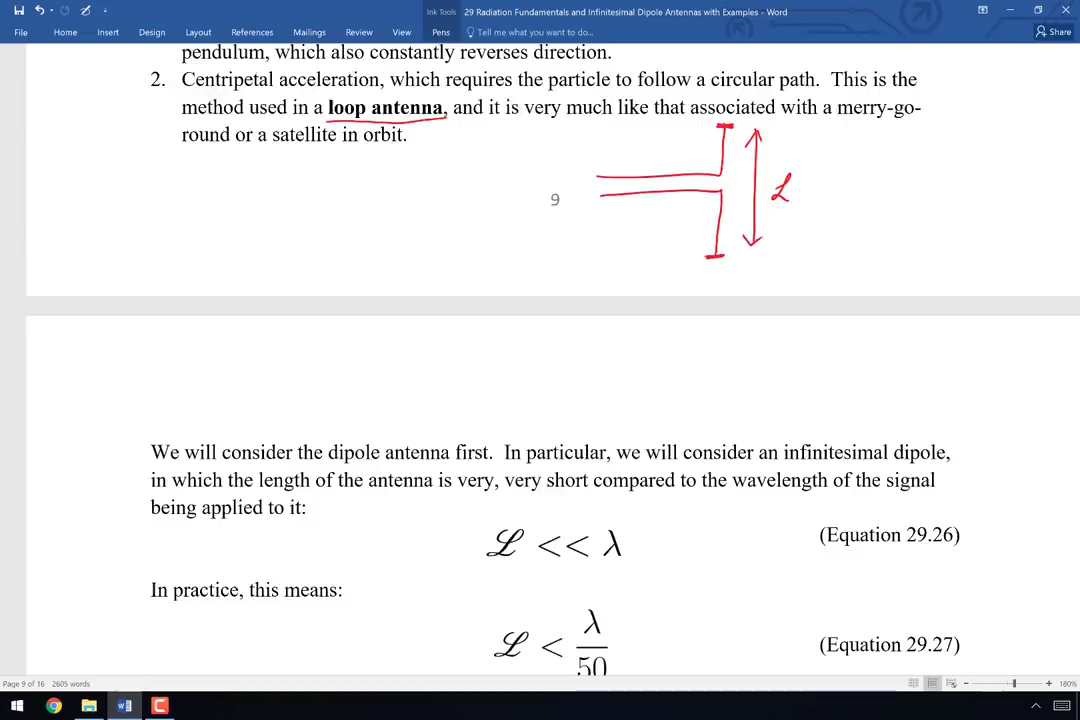 Ink Tools
29 Radiation Fundamentals and Infinitesimal Dipole Antennas with Examples - Word
File Home Insert Design Layout References Mailings Review View Pens Tell me what you want to do... Share
pendulum, which also constantly reverses direction.
2. Centripetal acceleration, which requires the particle to follow a circular path. This is the
method used in a loop antenna, and it is very much like that associated with a merry-go-
round or a satellite in orbit.
ℒ
9
We will consider the dipole antenna first. In particular, we will consider an infinitesimal dipole,
in which the length of the antenna is very, very short compared to the wavelength of the signal
being applied to it:
ℒ << λ (Equation 29.26)
In practice, this means:
ℒ < λ/50 (Equation 29.27)
Page 9 of 16 2605 words 180%